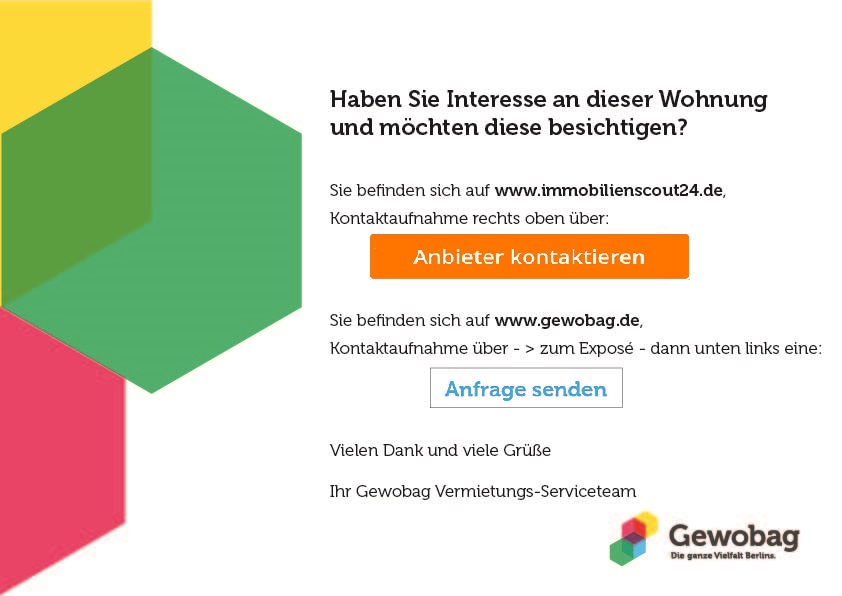 Haben Sie Interesse an dieser Wohnung
und möchten diese besichtigen?
Sie befinden sich auf www.immobilienscout24.de,
Kontaktaufnahme rechts oben über:
Anbieter kontaktieren
Sie befinden sich auf www.gewobag.de,
Kontaktaufnahme über - > zum Exposé - dann unten links eine:
Anfrage senden
Vielen Dank und viele Grüße
Ihr Gewobag Vermietungs-Serviceteam
Gewobag
Die ganze Vielfalt Berlins.